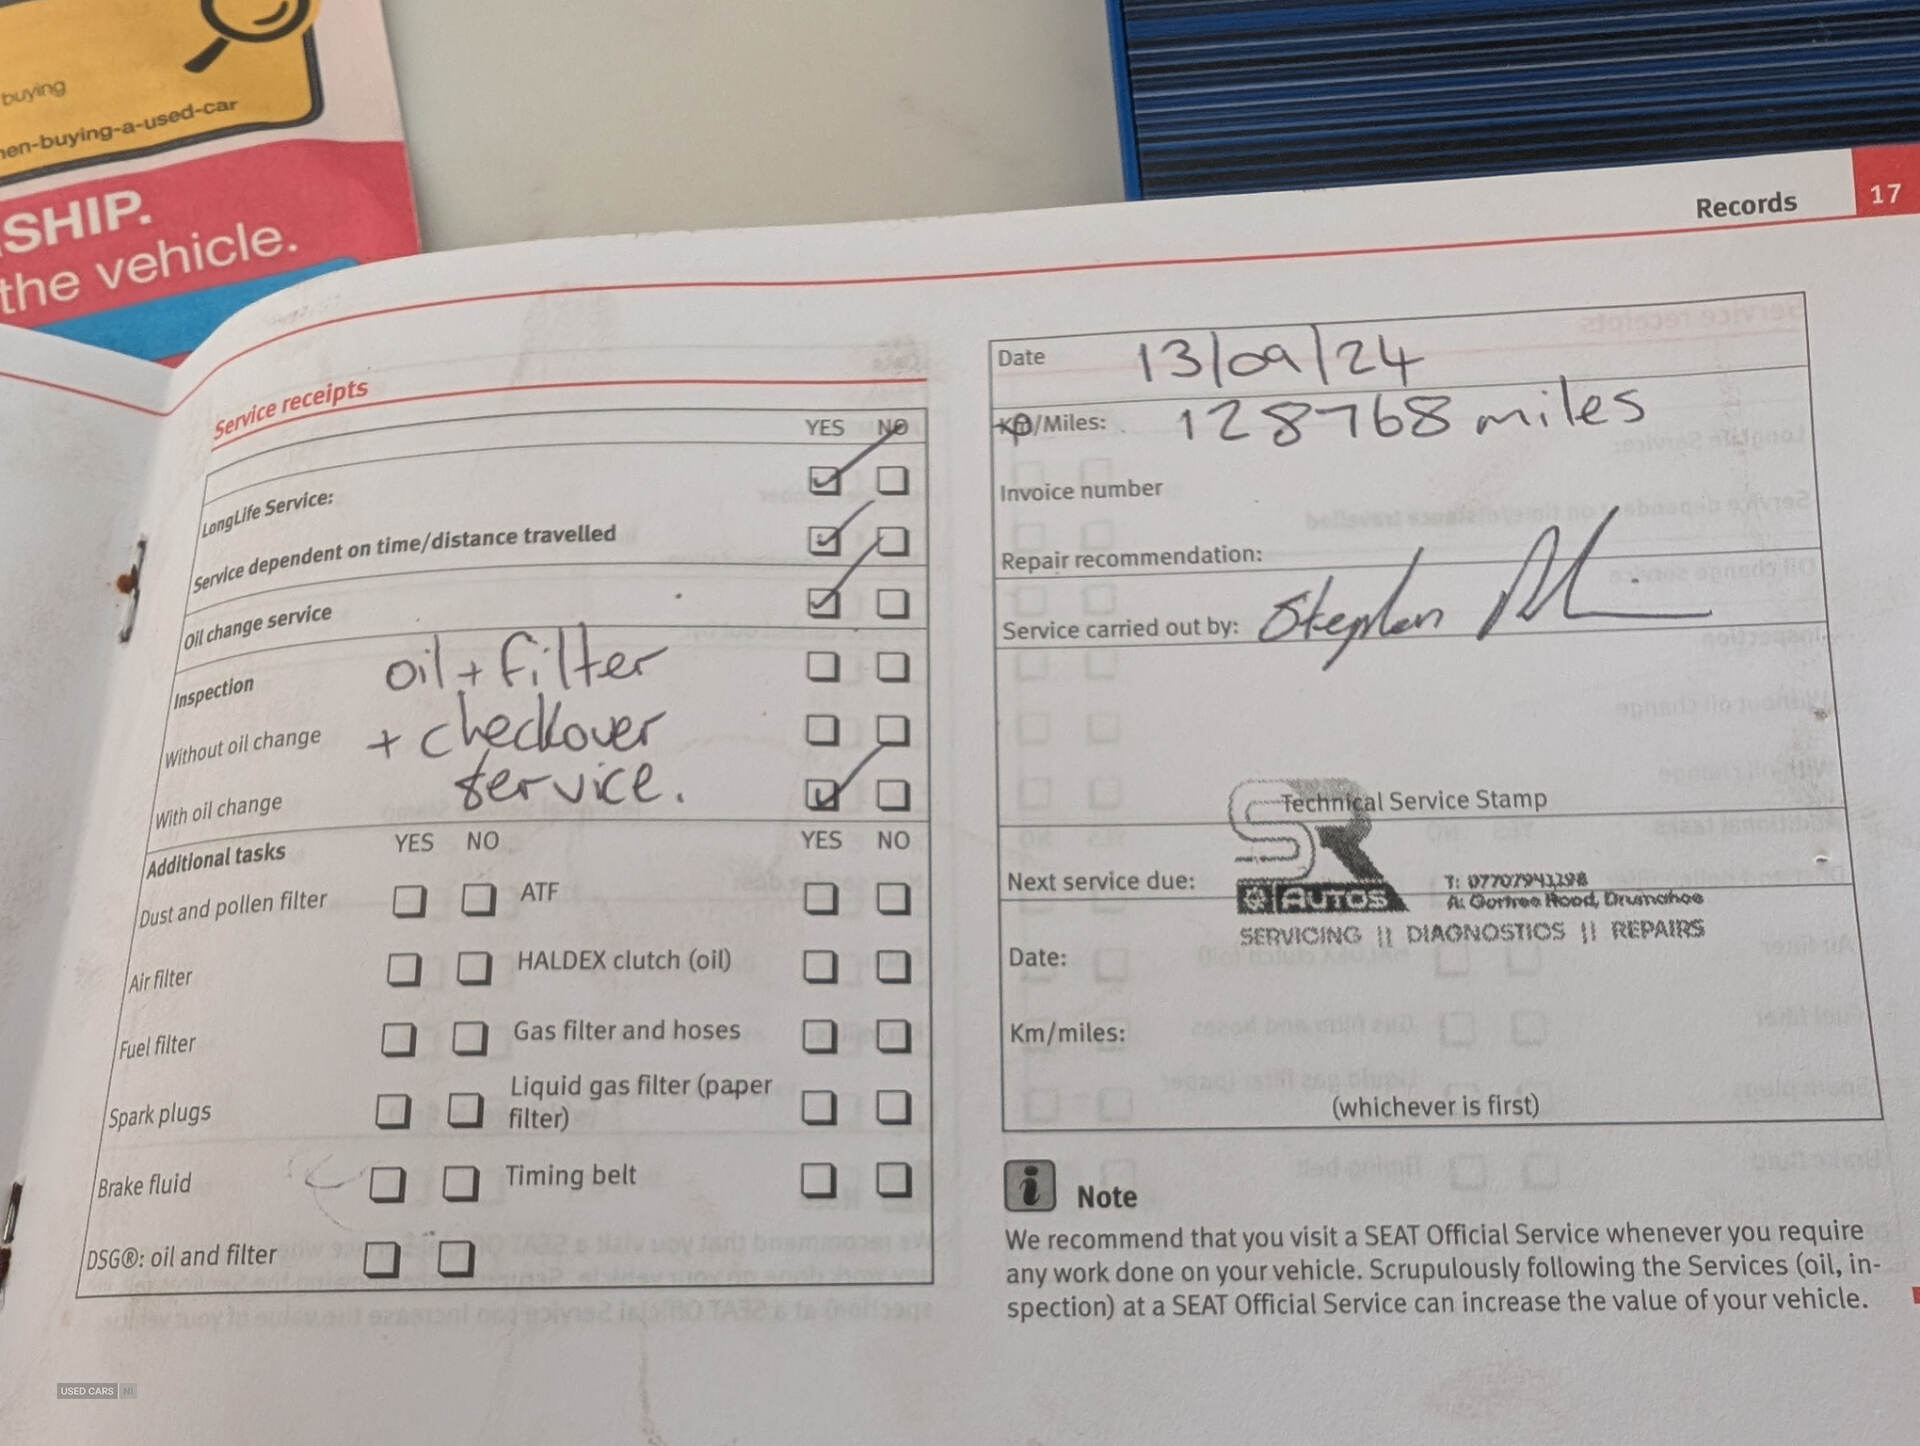 buying
hen-buying-a-used-car
SHIP.
the vehicle.
Records 17
Service receipts
YES NO
LongLife Service:
Service dependent on time/distance travelled
Oil change service
Inspection
oil + filter
Without oil change
+ checkover
With oil change
service.
Additional tasks YES NO YES NO
Dust and pollen filter ATF
Air filter HALDEX clutch (oil)
Fuel filter Gas filter and hoses
Spark plugs Liquid gas filter (paper
filter)
Brake fluid Timing belt
DSG®: oil and filter
Date 13/09/24
Km/Miles: 128768 miles
Invoice number
Repair recommendation:
Service carried out by: Stephen
Technical Service Stamp
SR
AUTOS
Next service due:
T: 07707941298
A: Gortree Road, Drumahoe
SERVICING || DIAGNOSTICS || REPAIRS
Date:
Km/miles:
(whichever is first)
i Note
We recommend that you visit a SEAT Official Service whenever you require
any work done on your vehicle. Scrupulously following the Services (oil, in-
spection) at a SEAT Official Service can increase the value of your vehicle.
USED CARS NI